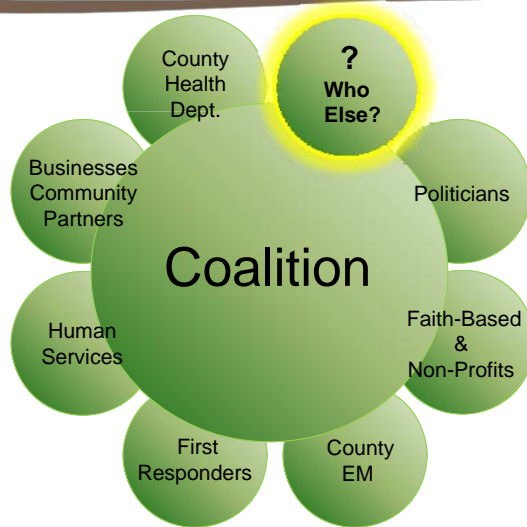 ?
Who
Else?
Politicians
Faith-Based
&
Non-Profits
County
EM
First
Responders
Human
Services
Businesses
Community
Partners
County
Health
Dept.
Coalition